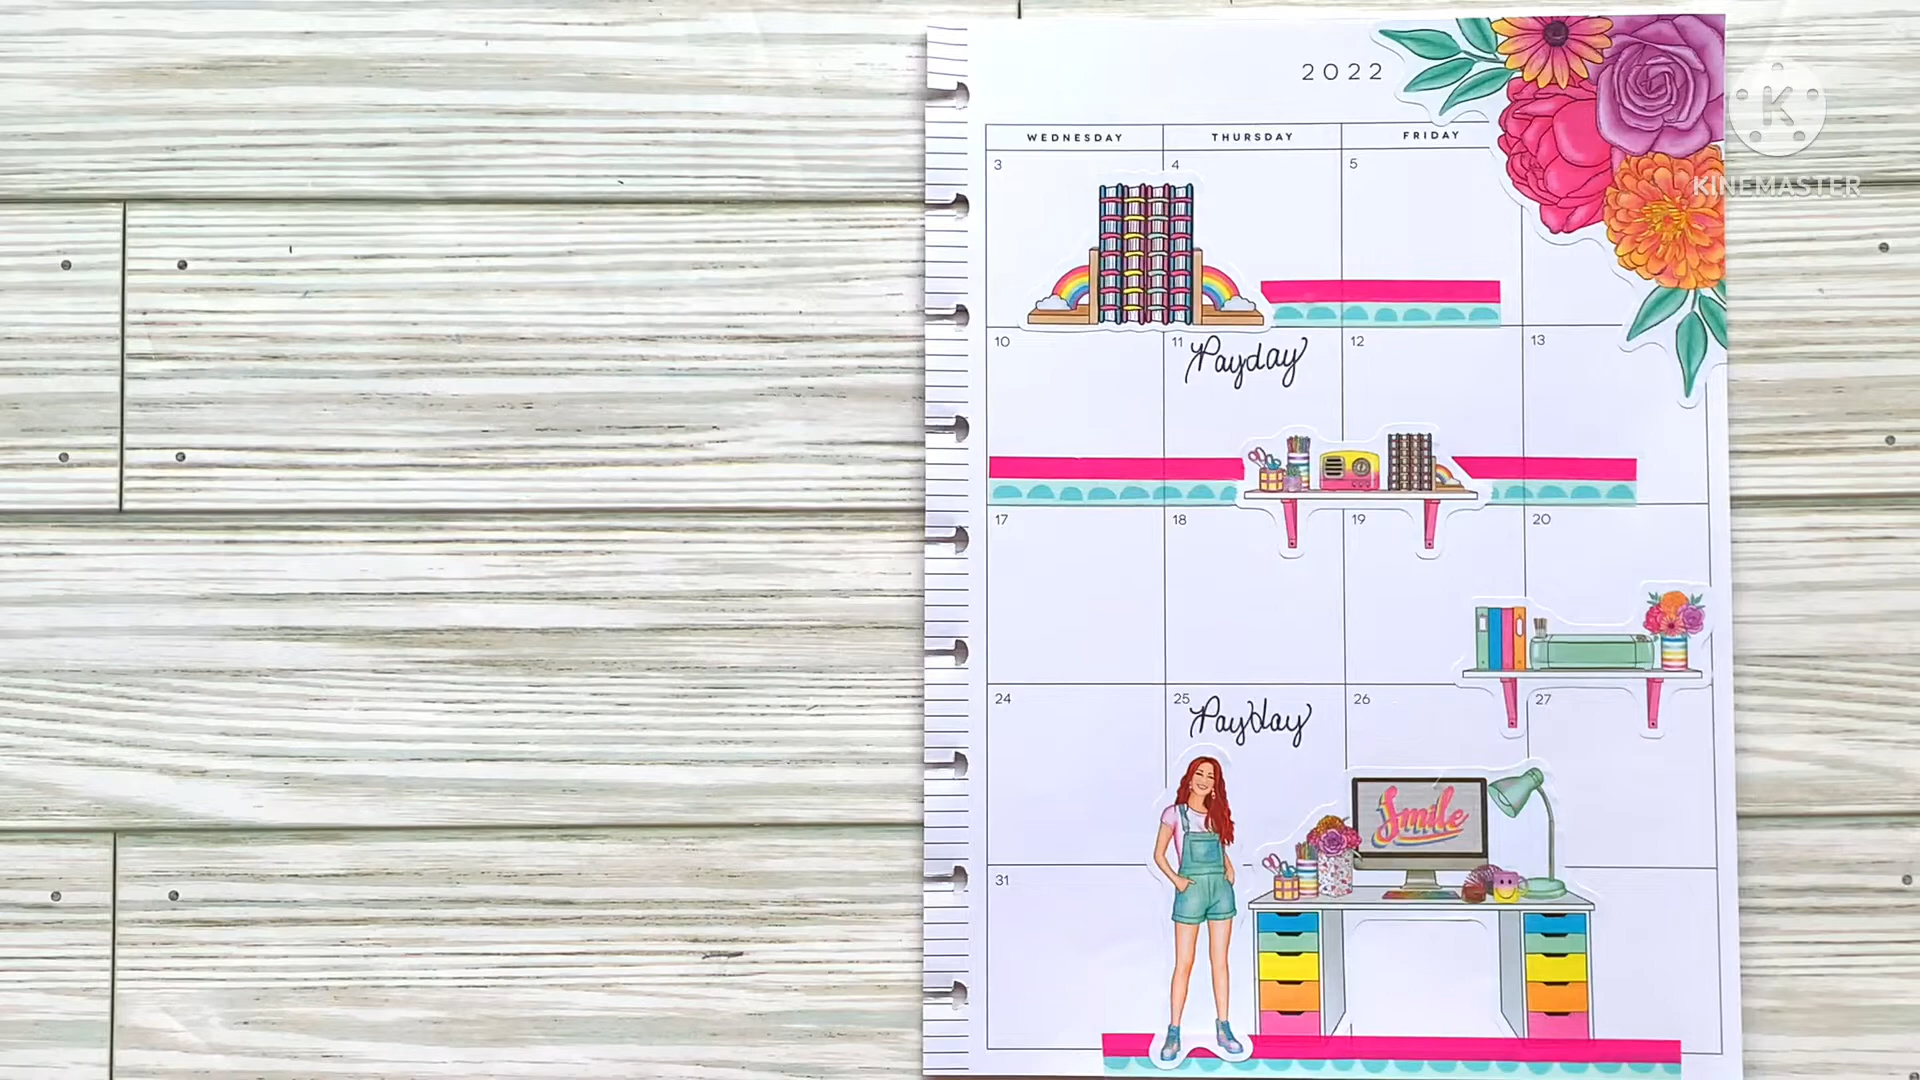 2022
WEDNESDAY THURSDAY FRIDAY
3 4 5
10 11 Payday 12 13
17 18 19 20
24 25 Payday 26 27
Smile
31
K
KINEMASTER